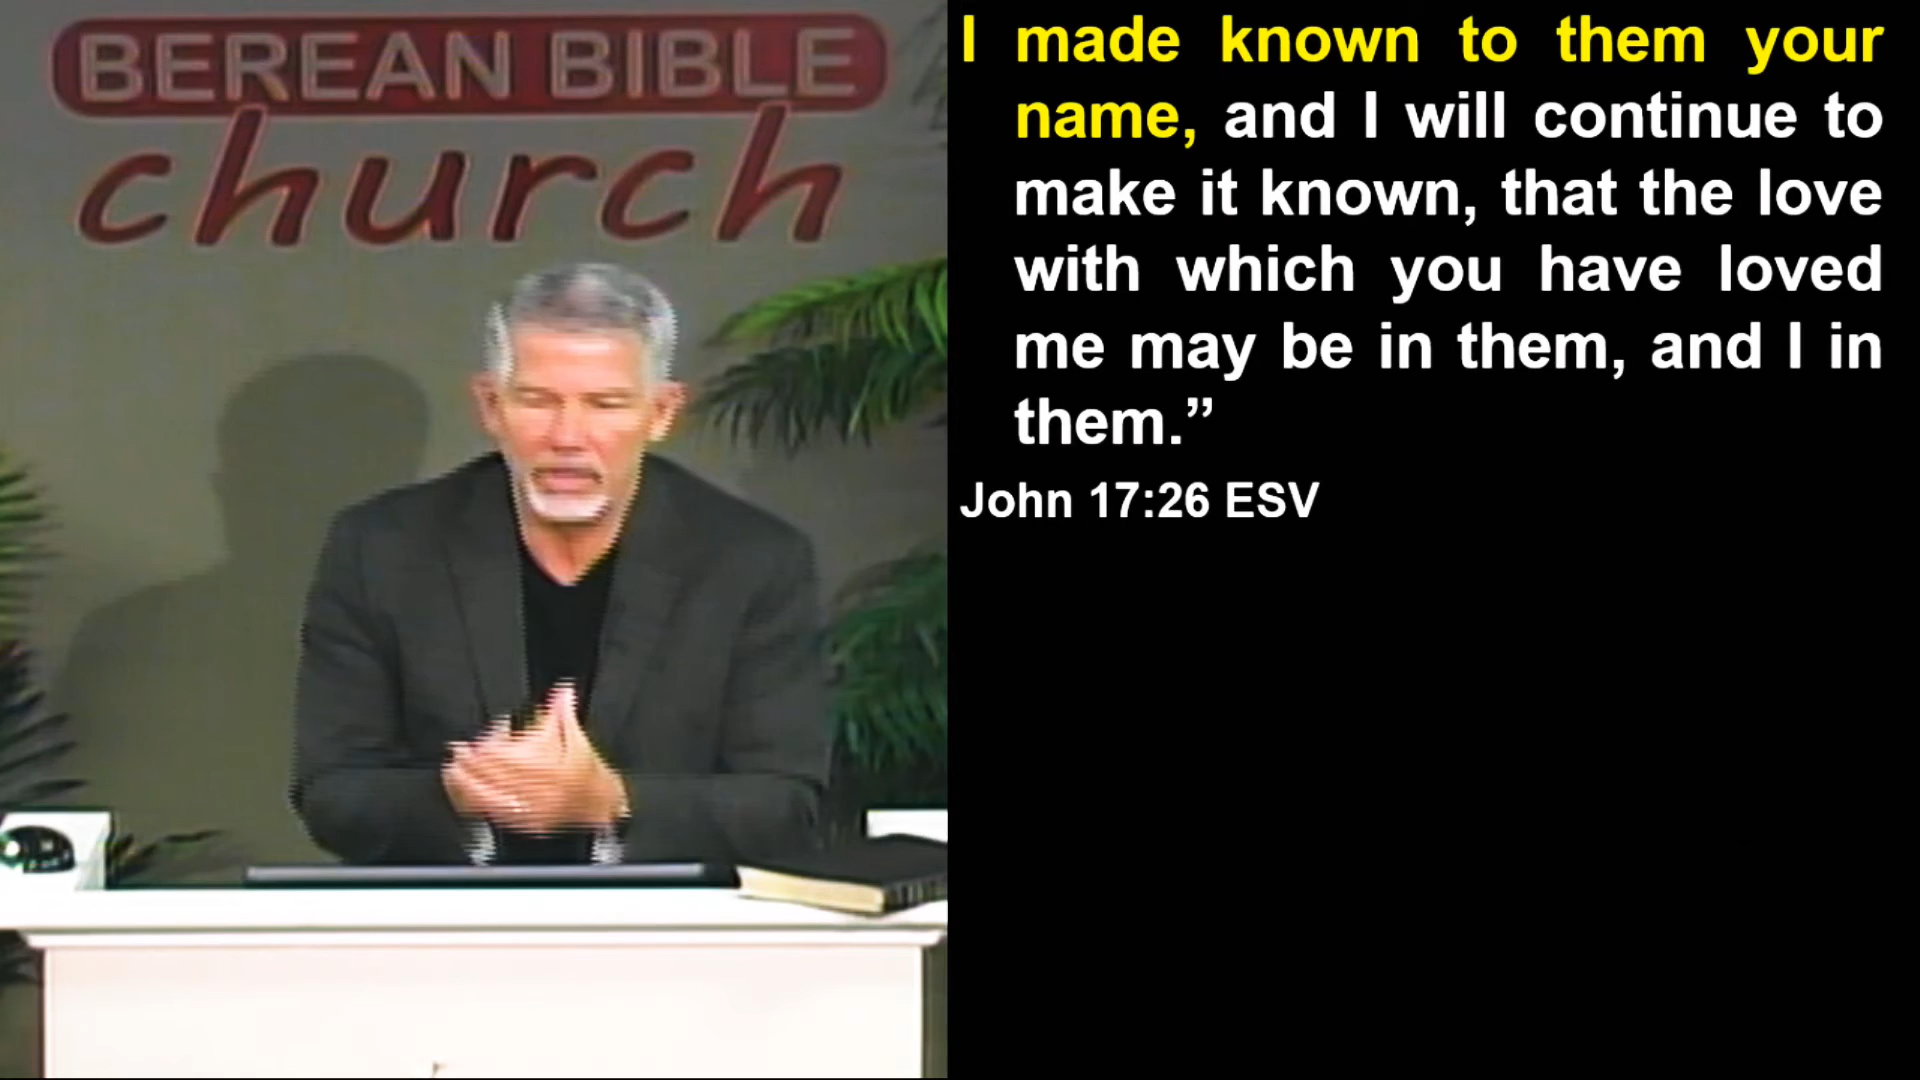 BEREAN BIBLE
church
I made known to them your
name, and I will continue to
make it known, that the love
with which you have loved
me may be in them, and I in
them.”
John 17:26 ESV